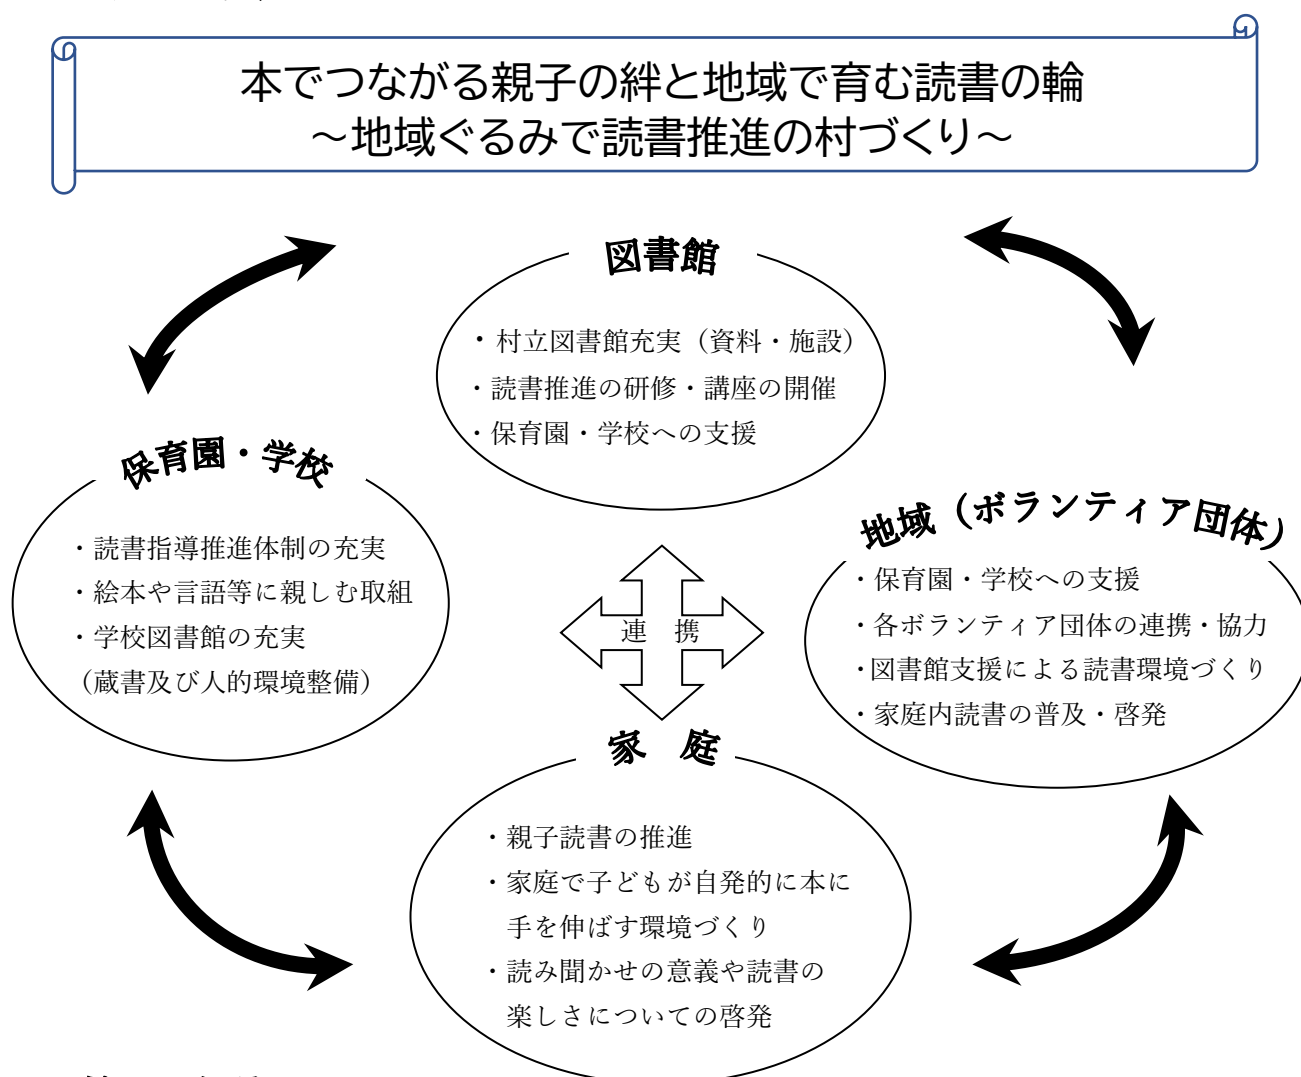 本でつながる親子の絆と地域で育む読書の輪
～地域ぐるみで読書推進の村づくり～
図書館
・村立図書館充実（資料・施設）
・読書推進の研修・講座の開催
・保育園・学校への支援
保育園・学校
・読書指導推進体制の充実
・絵本や言語等に親しむ取組
・学校図書館の充実
（蔵書及び人的環境整備）
地域（ボランティア団体）
・保育園・学校への支援
・各ボランティア団体の連携・協力
・図書館支援による読書環境づくり
・家庭内読書の普及・啓発
連　携
家　庭
・親子読書の推進
・家庭で子どもが自発的に本に
手を伸ばす環境づくり
・読み聞かせの意義や読書の
楽しさについての啓発